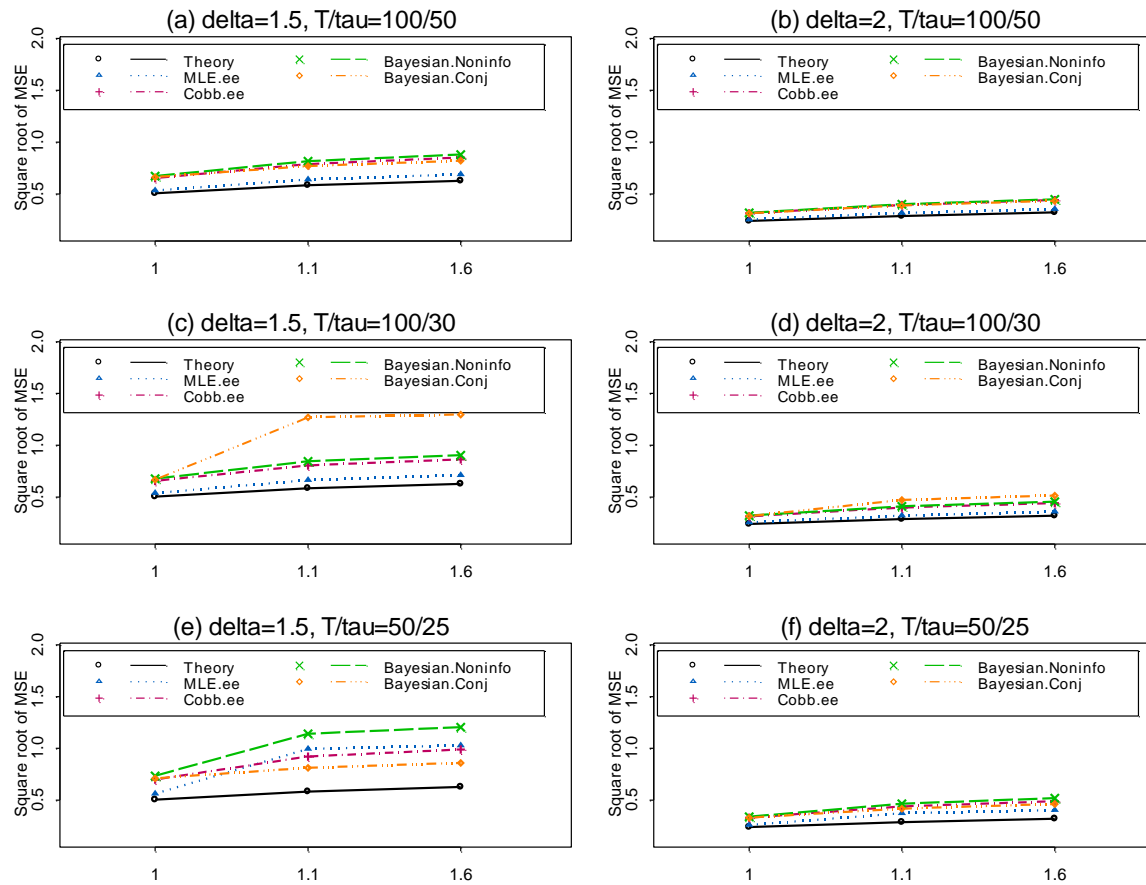 (a) delta=1.5, T/tau=100/50
Square root of MSE
0.5 1.0 1.5 2.0
Theory
MLE.ee
Cobb.ee
Bayesian.Noninfo
Bayesian.Conj
1 1.1 1.6
(b) delta=2, T/tau=100/50
Square root of MSE
0.5 1.0 1.5 2.0
Theory
MLE.ee
Cobb.ee
Bayesian.Noninfo
Bayesian.Conj
1 1.1 1.6
(c) delta=1.5, T/tau=100/30
Square root of MSE
0.5 1.0 1.5 2.0
Theory
MLE.ee
Cobb.ee
Bayesian.Noninfo
Bayesian.Conj
1 1.1 1.6
(d) delta=2, T/tau=100/30
Square root of MSE
0.5 1.0 1.5 2.0
Theory
MLE.ee
Cobb.ee
Bayesian.Noninfo
Bayesian.Conj
1 1.1 1.6
(e) delta=1.5, T/tau=50/25
Square root of MSE
0.5 1.0 1.5 2.0
Theory
MLE.ee
Cobb.ee
Bayesian.Noninfo
Bayesian.Conj
1 1.1 1.6
(f) delta=2, T/tau=50/25
Square root of MSE
0.5 1.0 1.5 2.0
Theory
MLE.ee
Cobb.ee
Bayesian.Noninfo
Bayesian.Conj
1 1.1 1.6